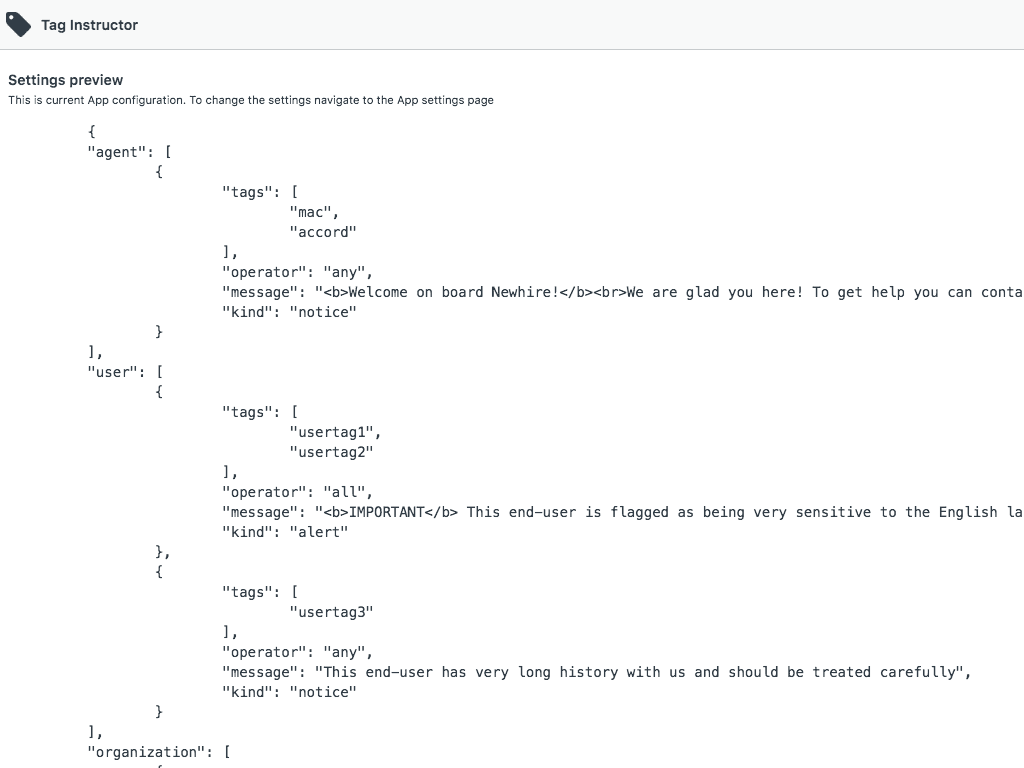 Tag Instructor
Settings preview
This is current App configuration. To change the settings navigate to the App settings page
{
"agent": [
{
"tags": [
"mac",
"accord"
],
"operator": "any",
"message": "<b>Welcome on board Newhire!</b><br>We are glad you here! To get help you can conta
"kind": "notice"
}
],
"user": [
{
"tags": [
"usertag1",
"usertag2"
],
"operator": "all",
"message": "<b>IMPORTANT</b> This end-user is flagged as being very sensitive to the English la
"kind": "alert"
},
{
"tags": [
"usertag3"
],
"operator": "any",
"message": "This end-user has very long history with us and should be treated carefully",
"kind": "notice"
}
],
"organization": [
{